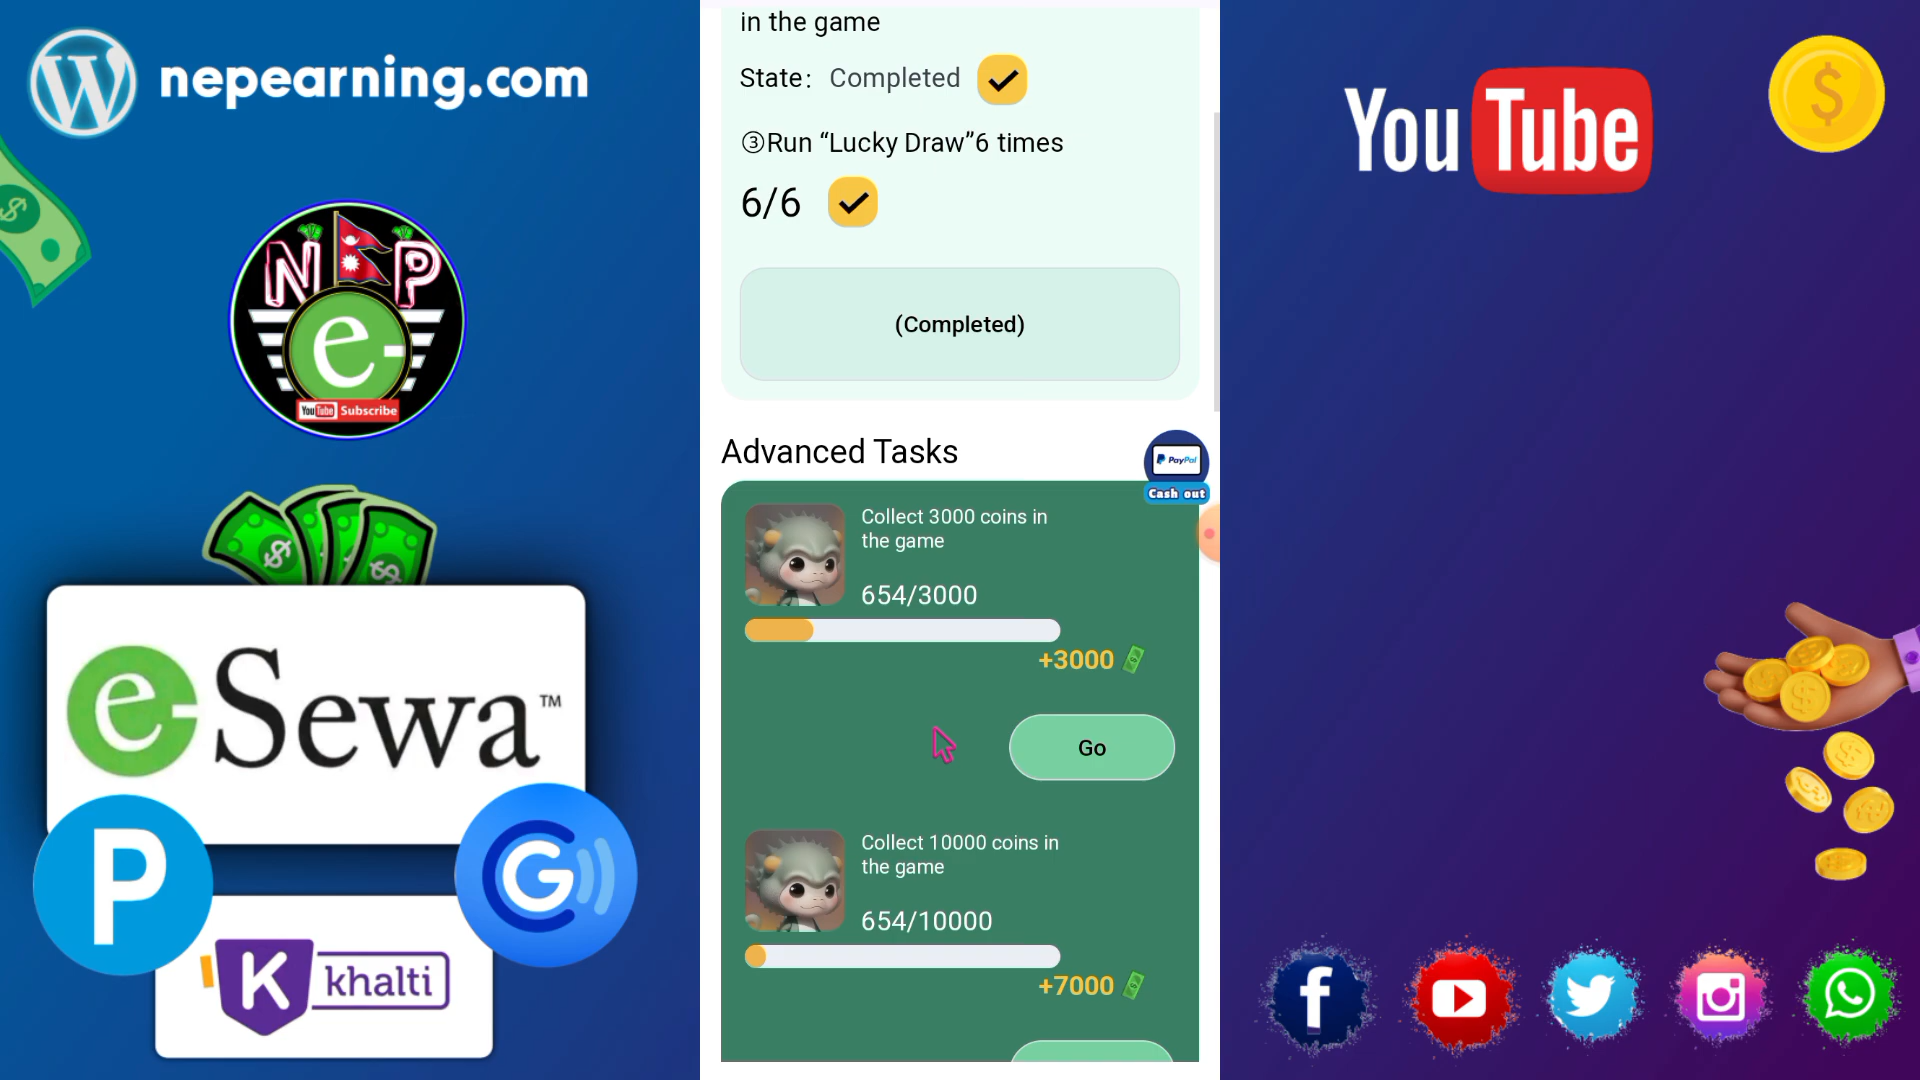 nepearning.com
N P
e
YouTube Subscribe
e-Sewa™
P
G
K khalti
in the game
State: Completed
③Run “Lucky Draw”6 times
6/6
(Completed)
Advanced Tasks
PayPal
Cash out
Collect 3000 coins in
the game
654/3000
+3000
Go
Collect 10000 coins in
the game
654/10000
+7000
YouTube